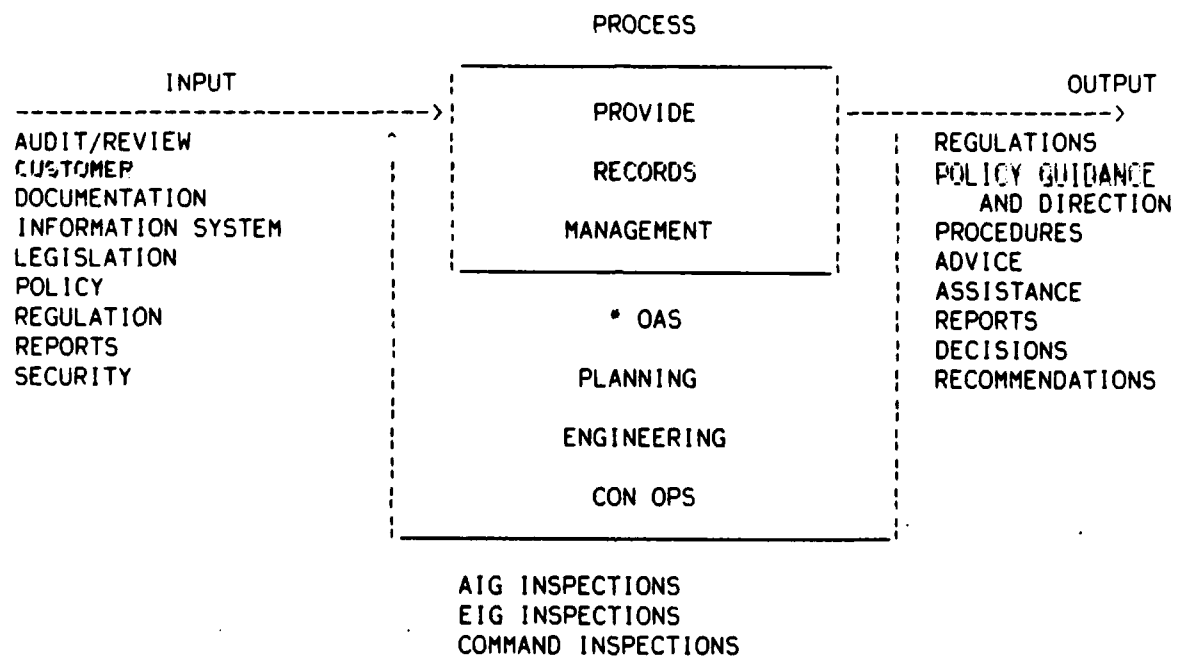 PROCESS
INPUT
OUTPUT
PROVIDE
RECORDS
MANAGEMENT
AUDIT/REVIEW
CUSTOMER
DOCUMENTATION
INFORMATION SYSTEM
LEGISLATION
POLICY
REGULATION
REPORTS
SECURITY
* OAS
PLANNING
ENGINEERING
CON OPS
REGULATIONS
POLICY GUIDANCE
AND DIRECTION
PROCEDURES
ADVICE
ASSISTANCE
REPORTS
DECISIONS
RECOMMENDATIONS
AIG INSPECTIONS
EIG INSPECTIONS
COMMAND INSPECTIONS